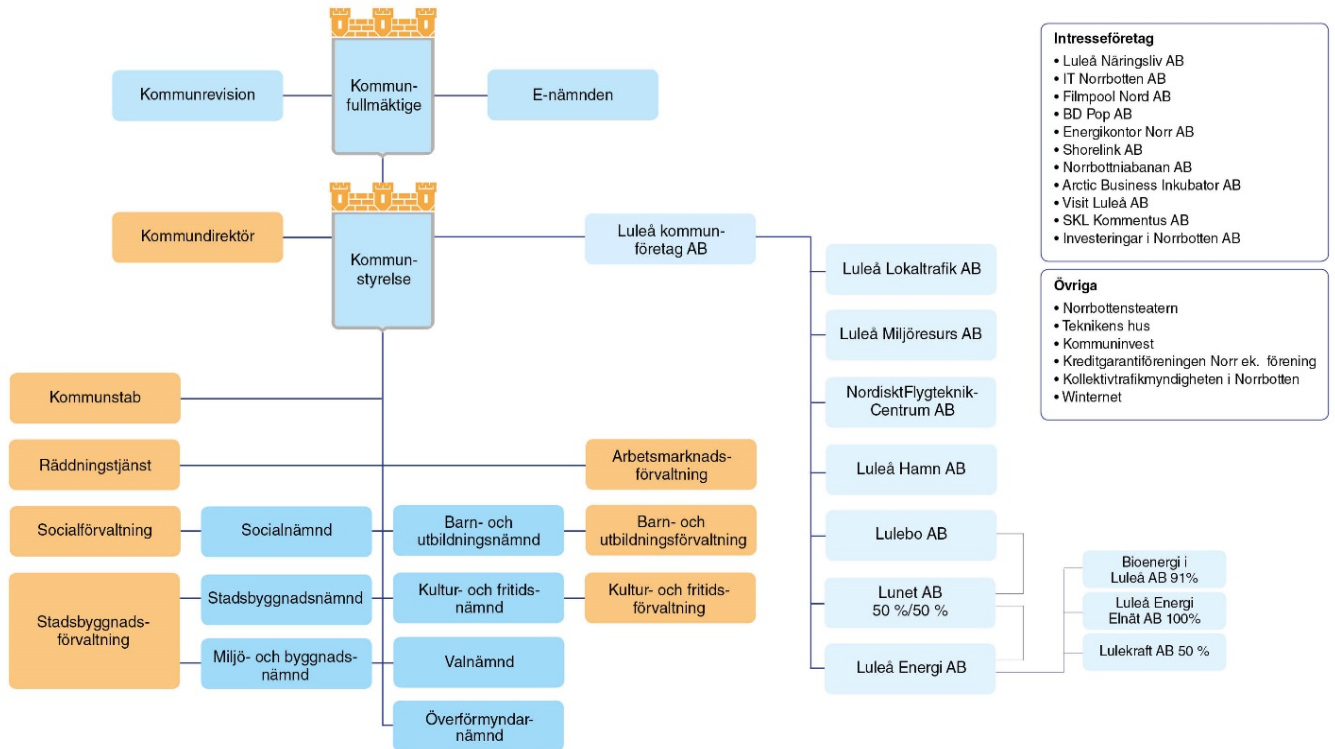 Kommunrevision
Kommun-
fullmäktige
E-nämnden
Kommundirektör
Kommun-
styrelse
Luleå kommun-
företag AB
Kommunstab
Räddningstjänst
Arbetsmarknads-
förvaltning
Socialförvaltning
Socialnämnd
Barn- och
utbildningsnämnd
Barn- och
utbildningsförvaltning
Stadsbyggnads-
förvaltning
Stadsbyggnadsnämnd
Kultur- och fritids-
nämnd
Kultur- och fritids-
förvaltning
Miljö- och byggnads-
nämnd
Valnämnd
Överförmyndar-
nämnd
Luleå Lokaltrafik AB
Luleå Miljöresurs AB
NordisktFlygteknik-
Centrum AB
Luleå Hamn AB
Lulebo AB
Lunet AB
50 %/50 %
Luleå Energi AB
Bioenergi i
Luleå AB 91%
Luleå Energi
Elnät AB 100%
Lulekraft AB 50 %
Intresseföretag
• Luleå Näringsliv AB
• IT Norrbotten AB
• Filmpool Nord AB
• BD Pop AB
• Energikontor Norr AB
• Shorelink AB
• Norrbottniabanan AB
• Arctic Business Inkubator AB
• Visit Luleå AB
• SKL Kommentus AB
• Investeringar i Norrbotten AB
Övriga
• Norrbottensteatern
• Teknikens hus
• Kommuninvest
• Kreditgarantiföreningen Norr ek. förening
• Kollektivtrafikmyndigheten i Norrbotten
• Winternet